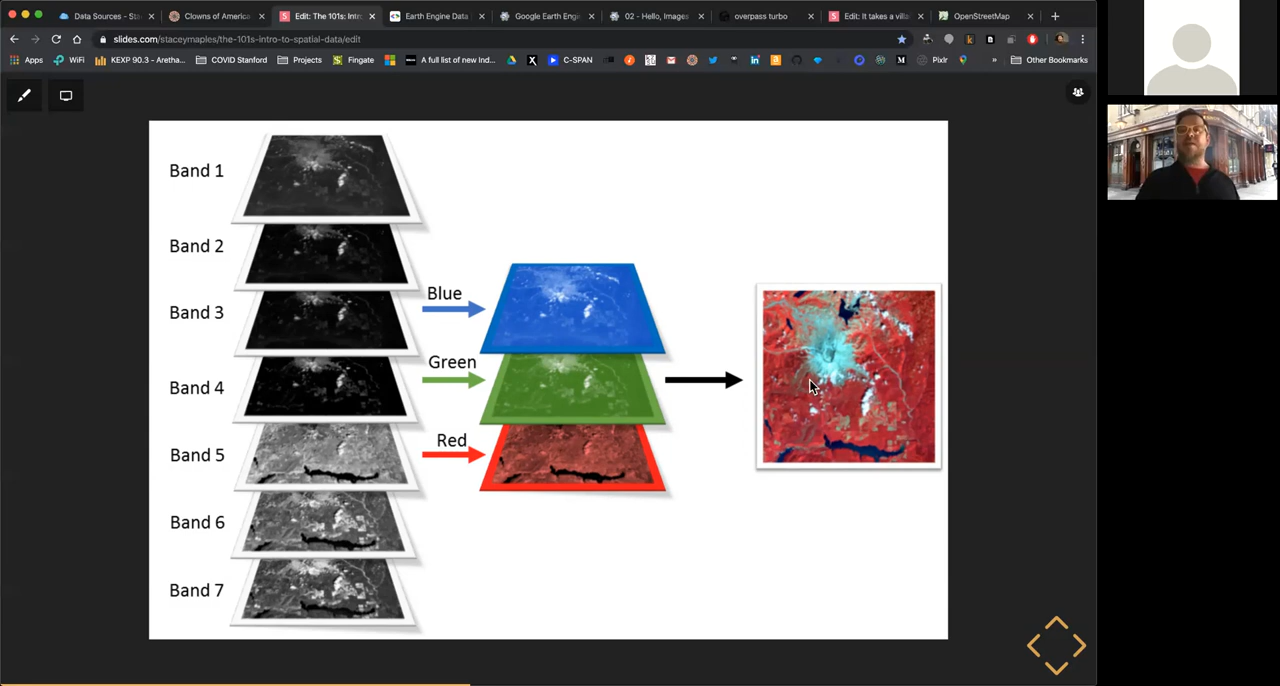 Data Sources - Sta
Clowns of America
Edit: The 101s: Intro
Earth Engine Data
Google Earth Engi
02 - Hello, Images
overpass turbo
Edit: It takes a villa
OpenStreetMap
slides.com/staceymaples/the-101s-intro-to-spatial-data/edit
Apps
WiFi
KEXP 90.3 - Aretha...
COVID Stanford
Projects
Fingate
A full list of new ind...
C-SPAN
Pixlr
»
Other Bookmarks
Band 1
Band 2
Band 3
Band 4
Band 5
Band 6
Band 7
Blue
Green
Red